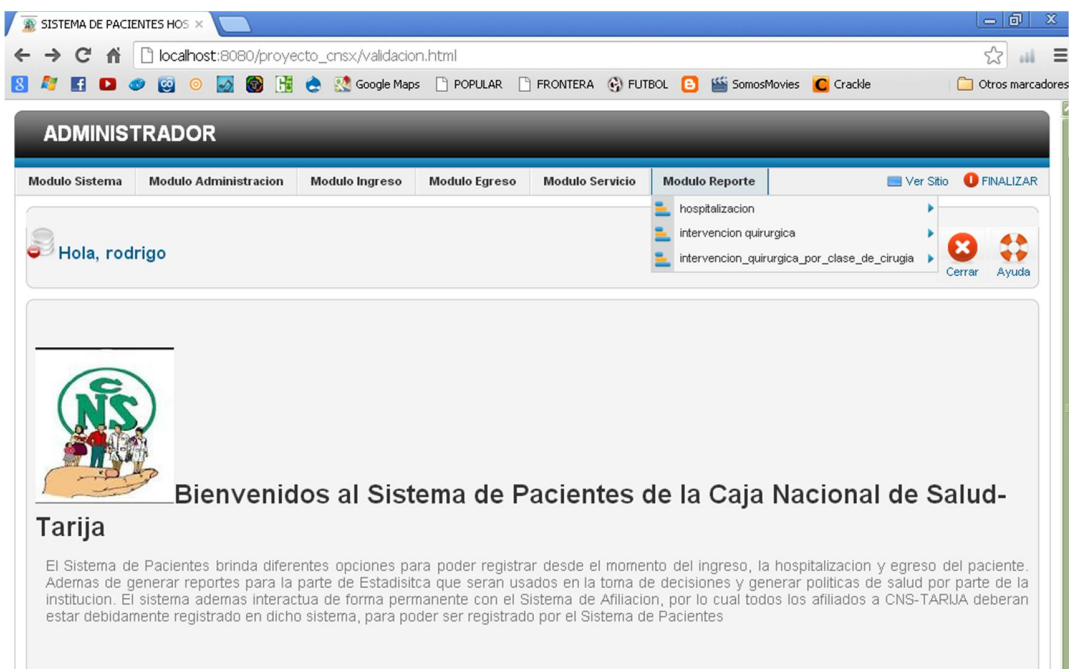 SISTEMA DE PACIENTES HOS
localhost:8080/proyecto_cnsx/validacion.html
Google Maps POPULAR FRONTERA FUTBOL SomosMovies Crackle Otros marcadores
ADMINISTRADOR
Modulo Sistema Modulo Administracion Modulo Ingreso Modulo Egreso Modulo Servicio Modulo Reporte Ver Sitio FINALIZAR
hospitalizacion
intervencion quirurgica
intervencion_quirurgica_por_clase_de_cirugia
Hola, rodrigo
Cerrar Ayuda
CNS
Bienvenidos al Sistema de Pacientes de la Caja Nacional de Salud-
Tarija
El Sistema de Pacientes brinda diferentes opciones para poder registrar desde el momento del ingreso, la hospitalizacion y egreso del paciente.
Ademas de generar reportes para la parte de Estadisitca que seran usados en la toma de decisiones y generar politicas de salud por parte de la
institucion. El sistema ademas interactua de forma permanente con el Sistema de Afiliacion, por lo cual todos los afiliados a CNS-TARIJA deberan
estar debidamente registrado en dicho sistema, para poder ser registrado por el Sistema de Pacientes